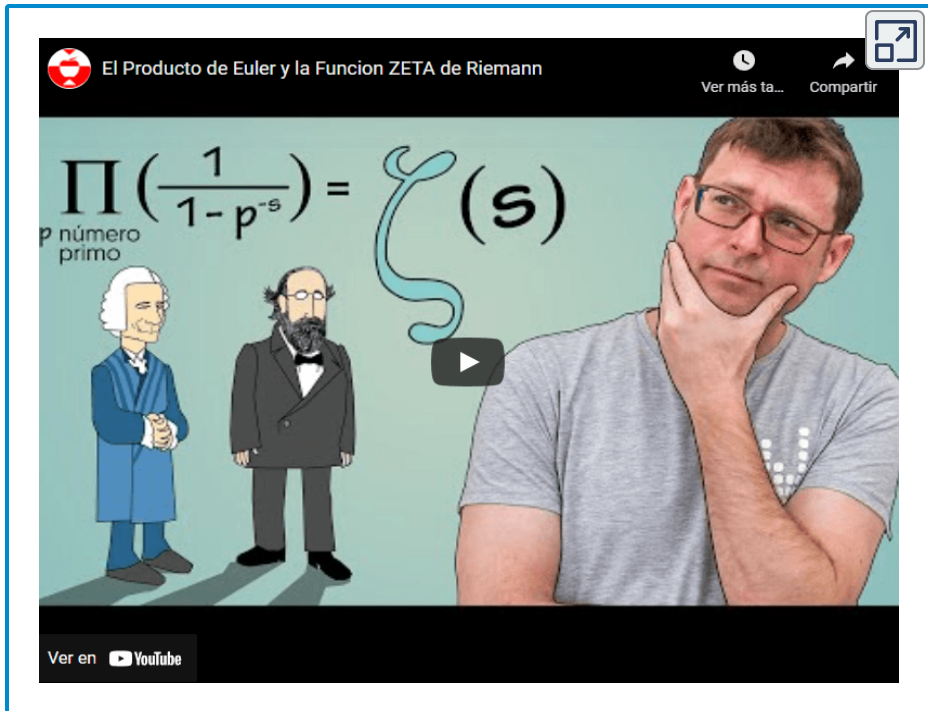 El Producto de Euler y la Funcion ZETA de Riemann
Ver más ta...
Compartir
∏ (1/(1-p⁻ˢ)) = ζ(s)
p número
primo
Ver en YouTube